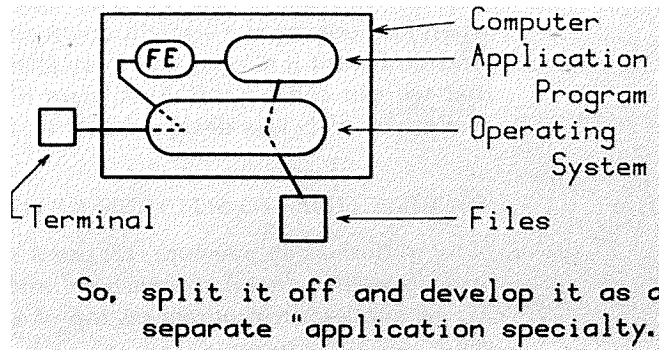 Computer
FE
Application
Program
Operating
System
Terminal
Files
So, split it off and develop it as a
separate "application specialty.